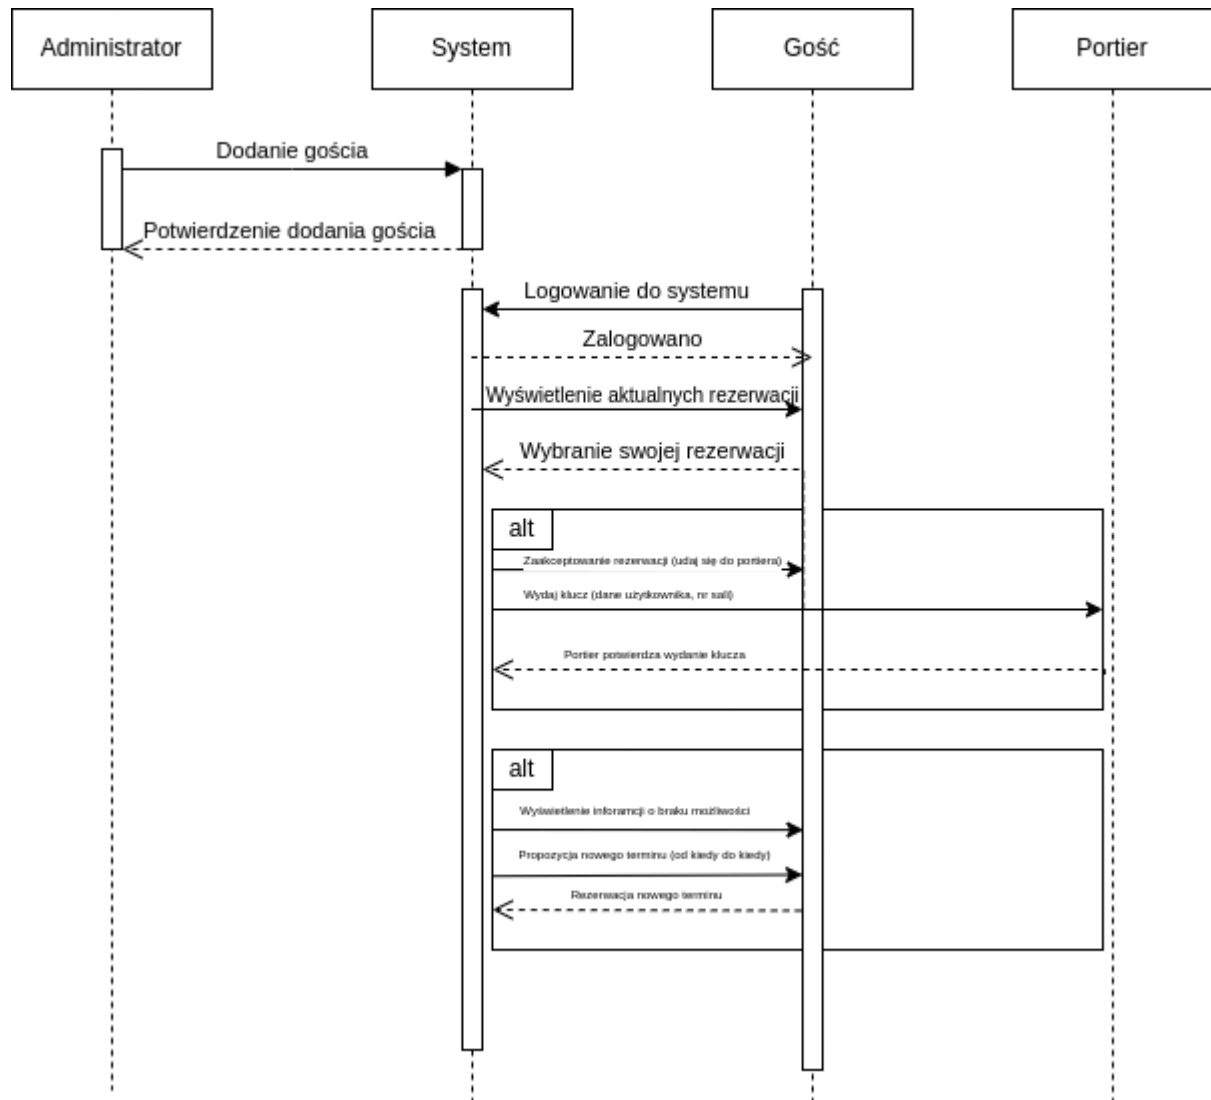 Administrator
System
Gość
Portier
Dodanie gościa
Potwierdzenie dodania gościa
Logowanie do systemu
Zalogowano
Wyświetlenie aktualnych rezerwacji
Wybranie swojej rezerwacji
alt
Zaakceptowanie rezerwacji (udaj się do portiera)
Wydaj klucz (dane użytkownika, nr sali)
Portier potwierdza wydanie klucza
alt
Wyświetlenie inforamcji o braku możliwości
Propozycja nowego terminu (od kiedy do kiedy)
Rezerwacja nowego terminu